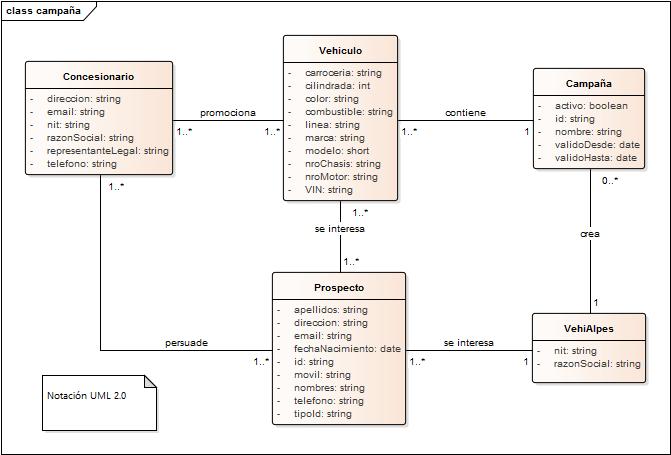 class campaña
Concesionario
- direccion: string
- email: string
- nit: string
- razonSocial: string
- representanteLegal: string
- telefono: string
promociona
1..*
1..*
Vehiculo
- carroceria: string
- cilindrada: int
- color: string
- combustible: string
- linea: string
- marca: string
- modelo: short
- nroChasis: string
- nroMotor: string
- VIN: string
contiene
1..*
1
Campaña
- activo: boolean
- id: string
- nombre: string
- validoDesde: date
- validoHasta: date
1..*
1..*
0..*
se interesa
crea
1..*
1
Prospecto
- apellidos: string
- direccion: string
- email: string
- fechaNacimiento: date
- id: string
- movil: string
- nombres: string
- telefono: string
- tipoId: string
persuade
1..*
se interesa
1..*
1
VehiAlpes
- nit: string
- razonSocial: string
Notación UML 2.0